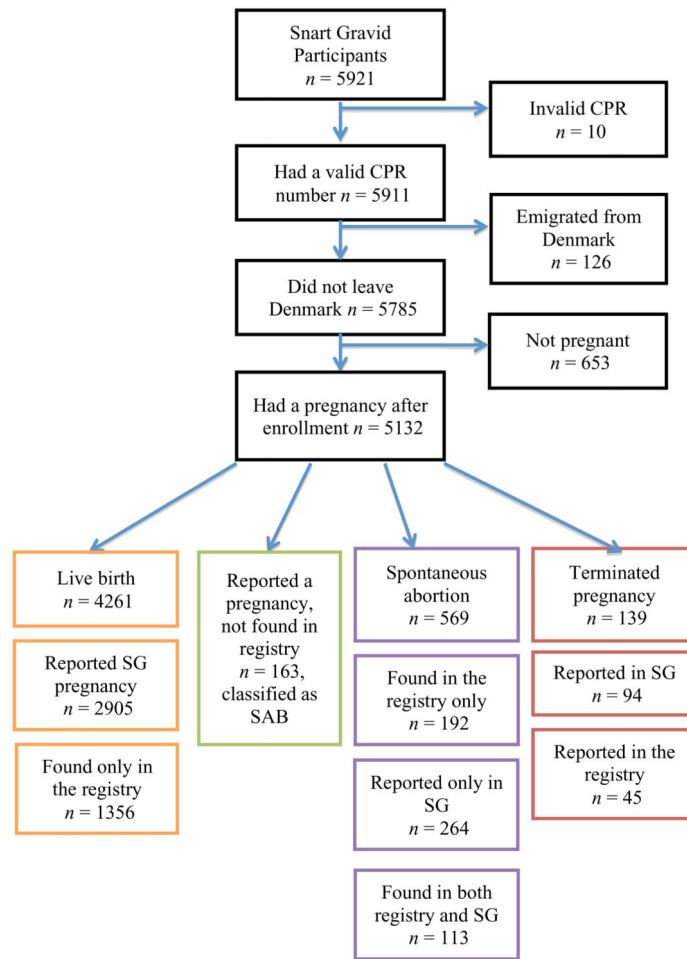 Snart Gravid
Participants
n = 5921
Invalid CPR
n = 10
Had a valid CPR
number n = 5911
Emigrated from
Denmark
n = 126
Did not leave
Denmark n = 5785
Not pregnant
n = 653
Had a pregnancy after
enrollment n = 5132
Live birth
n = 4261
Reported SG
pregnancy
n = 2905
Found only in
the registry
n = 1356
Reported a
pregnancy,
not found in
registry
n = 163,
classified as
SAB
Spontaneous
abortion
n = 569
Found in the
registry only
n = 192
Reported only in
SG
n = 264
Found in both
registry and SG
n = 113
Terminated
pregnancy
n = 139
Reported in SG
n = 94
Reported in the
registry
n = 45